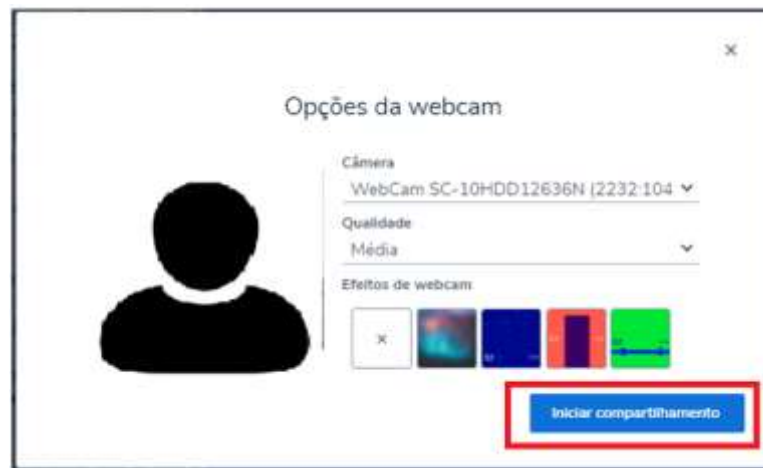 Opções da webcam
Câmera
WebCam SC-10HDD12636N (2232:104
Qualidade
Média
Efeitos de webcam
Iniciar compartilhamento